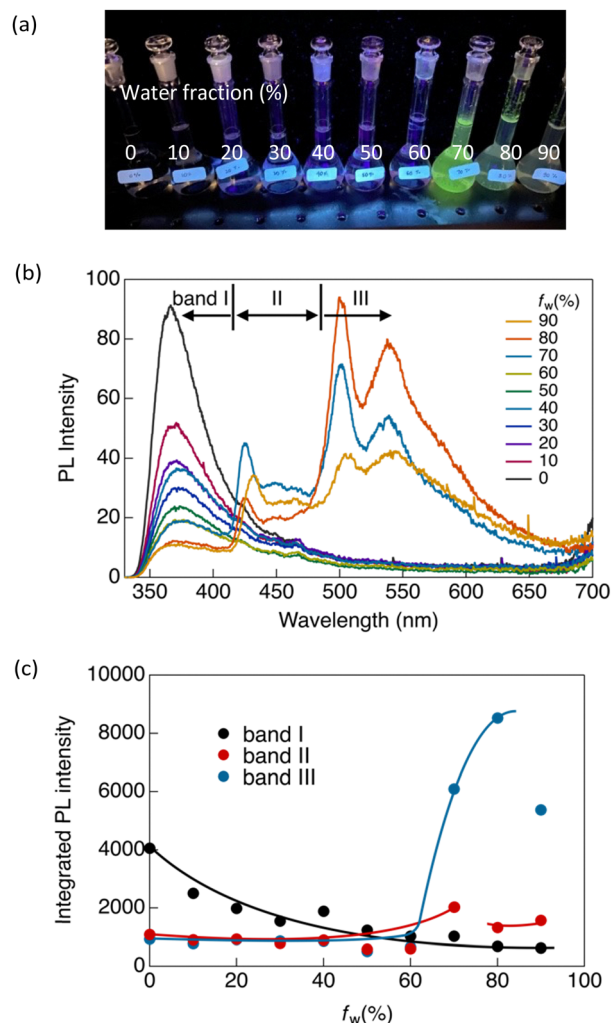 (a)
Water fraction (%)
0 10 20 30 40 50 60 70 80 90
(b)
100
80
60
40
20
0
PL Intensity
band I II III
fw(%)
90
80
70
60
50
40
30
20
10
0
350 400 450 500 550 600 650 700
Wavelength (nm)
(c)
10000
8000
6000
4000
2000
0
Integrated PL intensity
band I
band II
band III
0 20 40 60 80 100
fw(%)